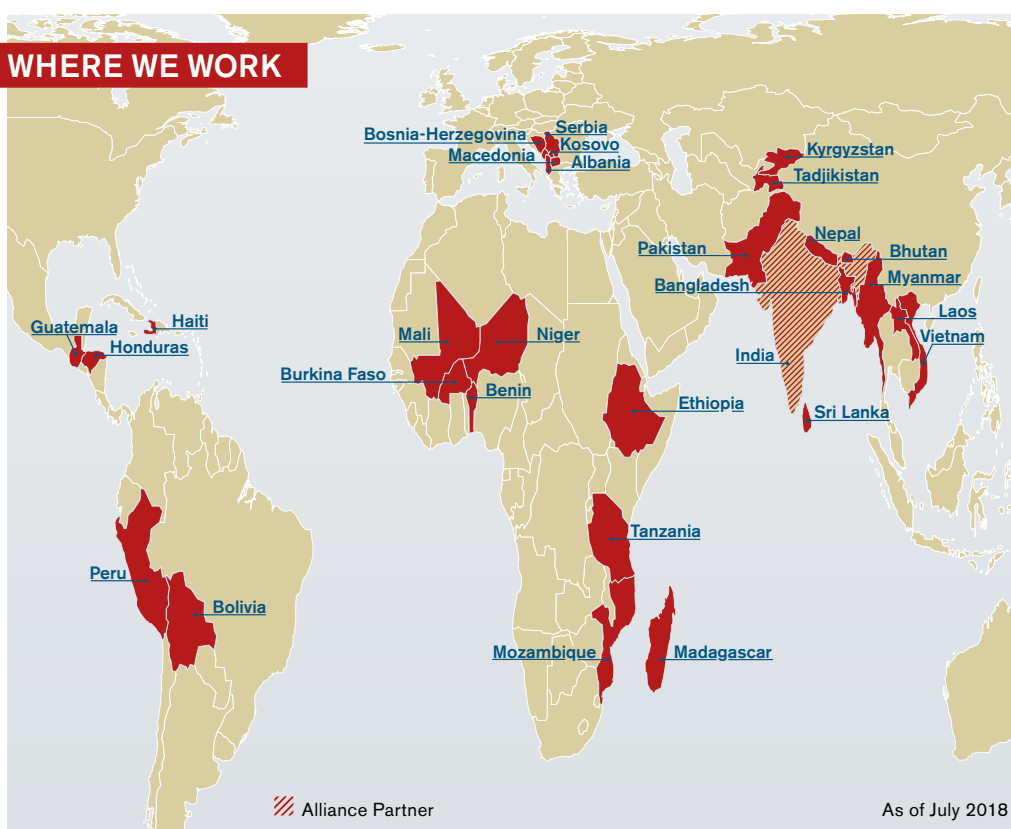 WHERE WE WORK
Bosnia-Herzegovina
Serbia
Kosovo
Macedonia
Albania
Kyrgyzstan
Tadjikistan
Pakistan
Nepal
Bhutan
Bangladesh
Myanmar
Guatemala
Haiti
Honduras
Mali
Niger
Laos
Vietnam
India
Burkina Faso
Benin
Ethiopia
Sri Lanka
Tanzania
Peru
Bolivia
Mozambique
Madagascar
Alliance Partner
As of July 2018